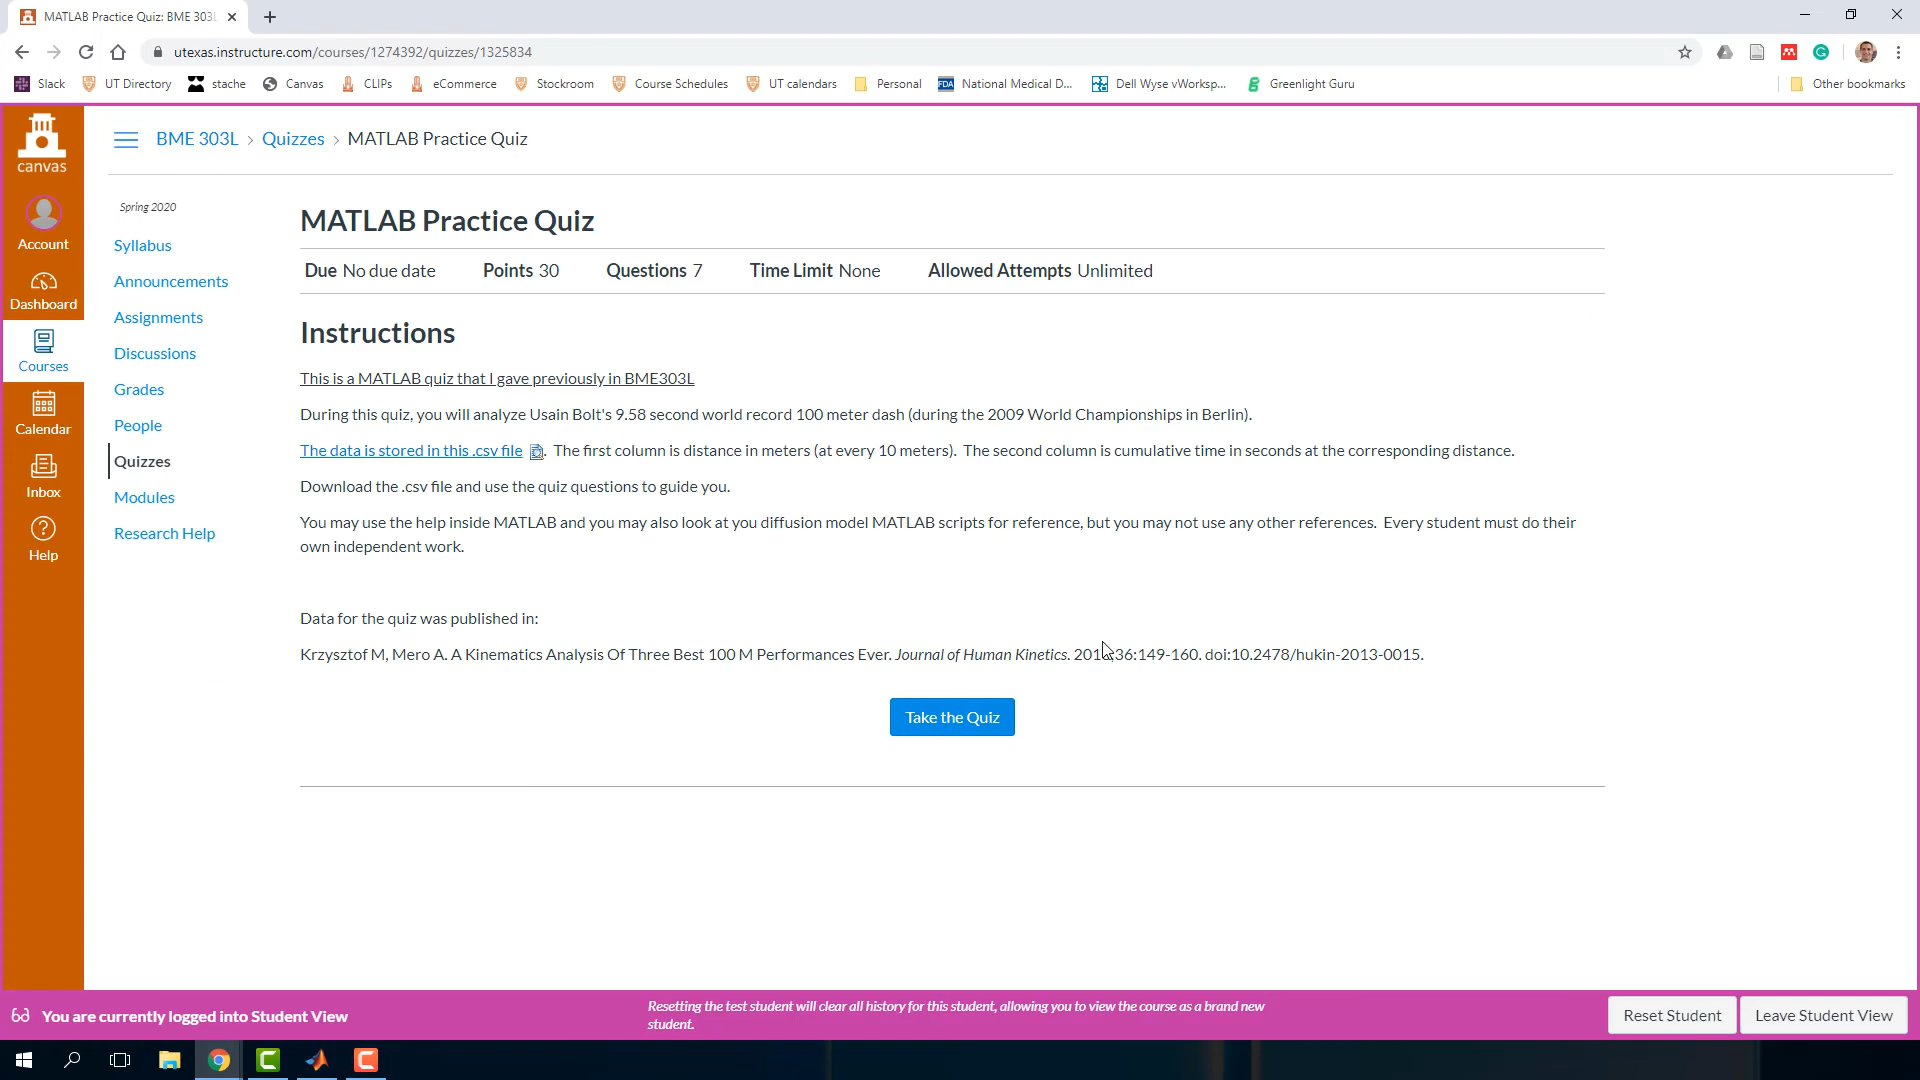 MATLAB Practice Quiz: BME 303L
utexas.instructure.com/courses/1274392/quizzes/1325834
Slack UT Directory stache Canvas CLIPs eCommerce Stockroom Course Schedules UT calendars Personal FDA National Medical D... Dell Wyse vWorksp... Greenlight Guru Other bookmarks
canvas
Account
Dashboard
Courses
Calendar
Inbox
Help
BME 303L › Quizzes › MATLAB Practice Quiz
Spring 2020
Syllabus
Announcements
Assignments
Discussions
Grades
People
Quizzes
Modules
Research Help
MATLAB Practice Quiz
Due No due date Points 30 Questions 7 Time Limit None Allowed Attempts Unlimited
Instructions
This is a MATLAB quiz that I gave previously in BME303L
During this quiz, you will analyze Usain Bolt's 9.58 second world record 100 meter dash (during the 2009 World Championships in Berlin).
The data is stored in this .csv file . The first column is distance in meters (at every 10 meters). The second column is cumulative time in seconds at the corresponding distance.
Download the .csv file and use the quiz questions to guide you.
You may use the help inside MATLAB and you may also look at you diffusion model MATLAB scripts for reference, but you may not use any other references. Every student must do their
own independent work.
Data for the quiz was published in:
Krzysztof M, Mero A. A Kinematics Analysis Of Three Best 100 M Performances Ever. Journal of Human Kinetics. 36:149-160. doi:10.2478/hukin-2013-0015.
Take the Quiz
You are currently logged into Student View
Resetting the test student will clear all history for this student, allowing you to view the course as a brand new
student.
Reset Student
Leave Student View